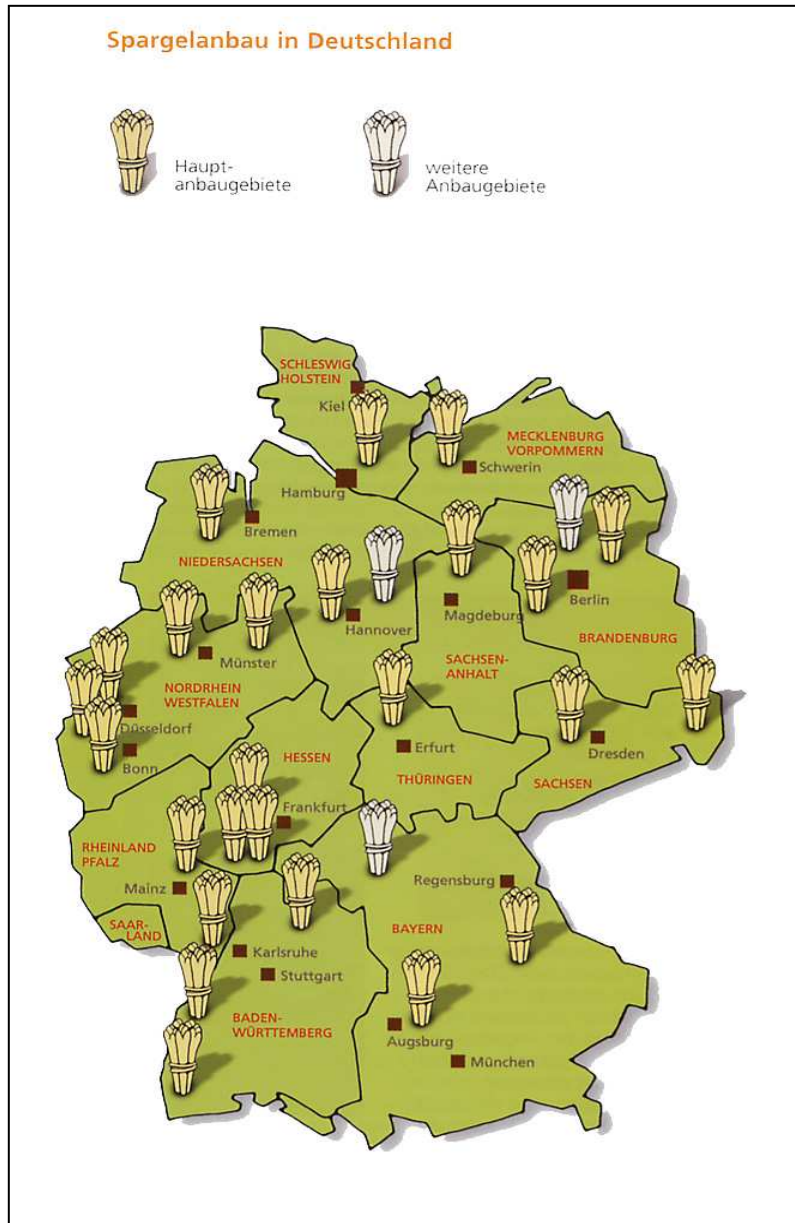 Spargelanbau in Deutschland
Haupt-
anbaugebiete
weitere
Anbaugebiete
SCHLESWIG
HOLSTEIN
Kiel
MECKLENBURG
VORPOMMERN
Schwerin
Hamburg
Bremen
NIEDERSACHSEN
Hannover
Magdeburg
Berlin
BRANDENBURG
SACHSEN-
ANHALT
Münster
NORDRHEIN
WESTFALEN
Düsseldorf
Bonn
HESSEN
Erfurt
THÜRINGEN
Dresden
SACHSEN
Frankfurt
RHEINLAND
PFALZ
Mainz
Regensburg
SAAR-
LAND
BAYERN
Karlsruhe
Stuttgart
BADEN-
WÜRTTEMBERG
Augsburg
München